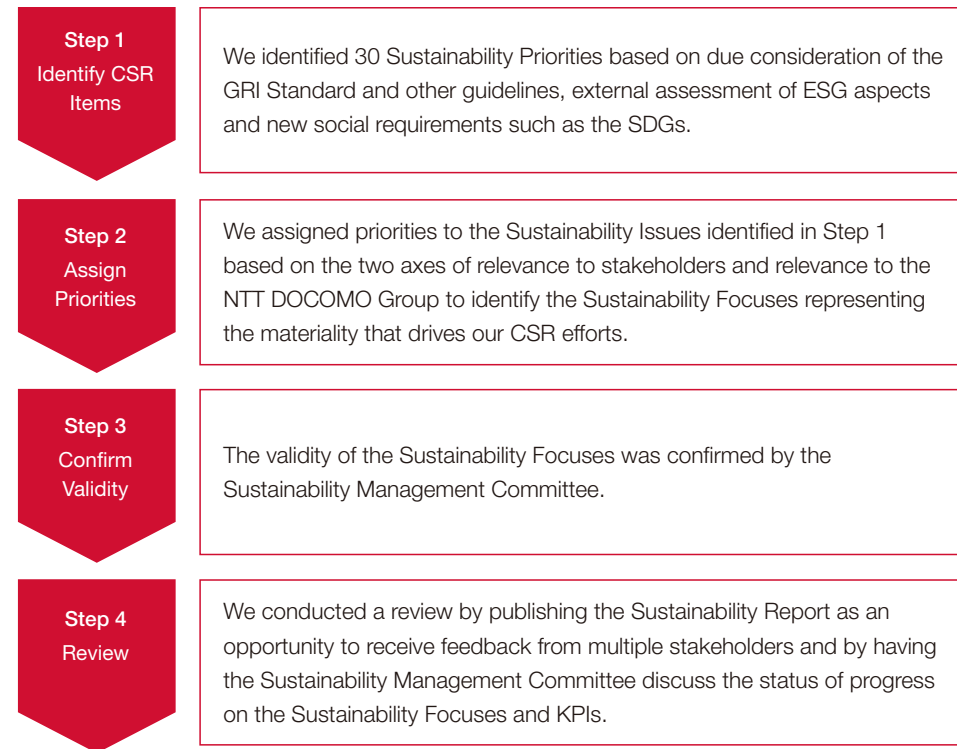 Step 1
Identify CSR
Items
We identified 30 Sustainability Priorities based on due consideration of the
GRI Standard and other guidelines, external assessment of ESG aspects
and new social requirements such as the SDGs.
Step 2
Assign
Priorities
We assigned priorities to the Sustainability Issues identified in Step 1
based on the two axes of relevance to stakeholders and relevance to the
NTT DOCOMO Group to identify the Sustainability Focuses representing
the materiality that drives our CSR efforts.
Step 3
Confirm
Validity
The validity of the Sustainability Focuses was confirmed by the
Sustainability Management Committee.
Step 4
Review
We conducted a review by publishing the Sustainability Report as an
opportunity to receive feedback from multiple stakeholders and by having
the Sustainability Management Committee discuss the status of progress
on the Sustainability Focuses and KPIs.